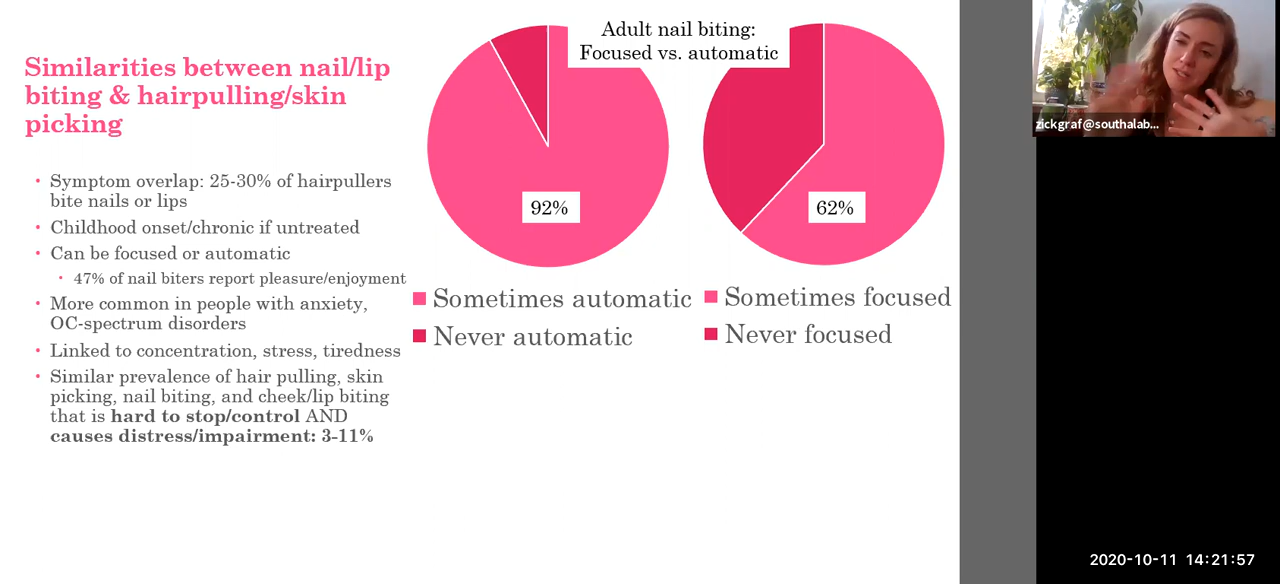 Similarities between nail/lip
biting & hairpulling/skin
picking
• Symptom overlap: 25-30% of hairpullers
bite nails or lips
• Childhood onset/chronic if untreated
• Can be focused or automatic
• 47% of nail biters report pleasure/enjoyment
• More common in people with anxiety,
OC-spectrum disorders
• Linked to concentration, stress, tiredness
• Similar prevalence of hair pulling, skin
picking, nail biting, and cheek/lip biting
that is hard to stop/control AND
causes distress/impairment: 3-11%
Adult nail biting:
Focused vs. automatic
92%
Sometimes automatic
Never automatic
62%
Sometimes focused
Never focused
zickgraf@southalab...
2020-10-11 14:21:57